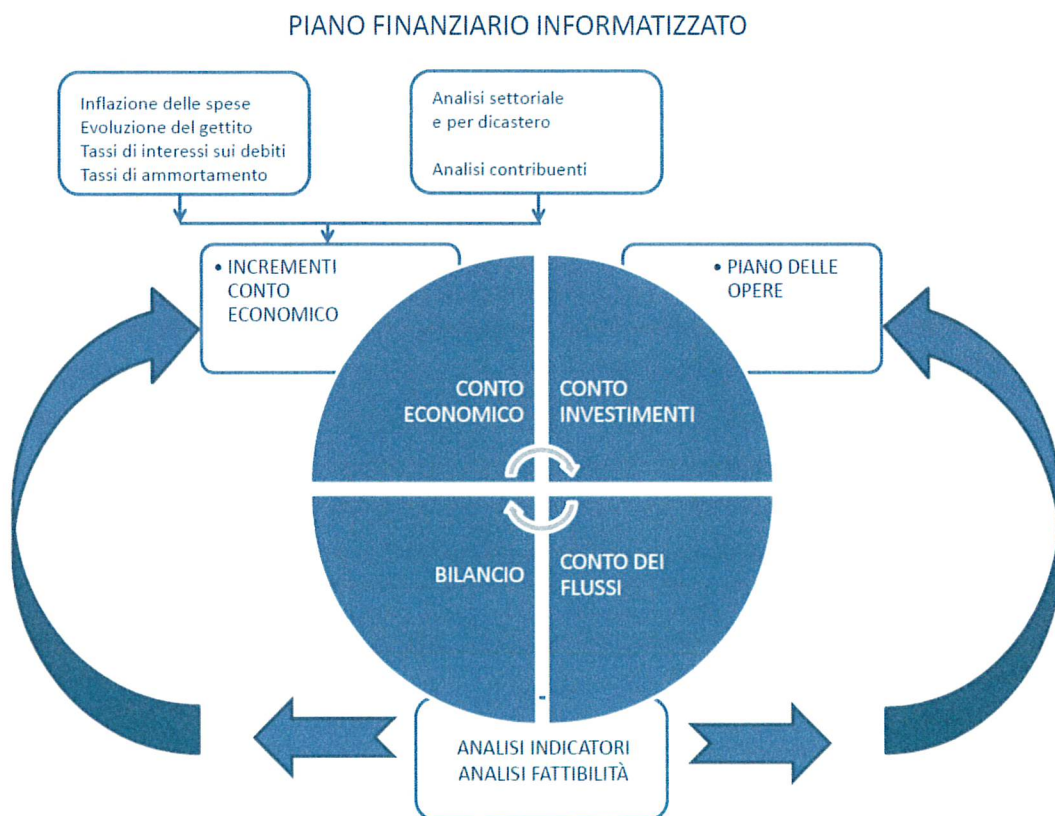 PIANO FINANZIARIO INFORMATIZZATO
Inflazione delle spese
Evoluzione del gettito
Tassi di interessi sui debiti
Tassi di ammortamento
Analisi settoriale
e per dicastero
Analisi contribuenti
• INCREMENTI
CONTO
ECONOMICO
• PIANO DELLE
OPERE
CONTO
ECONOMICO
CONTO
INVESTIMENTI
BILANCIO
CONTO DEI
FLUSSI
ANALISI INDICATORI
ANALISI FATTIBILITÀ